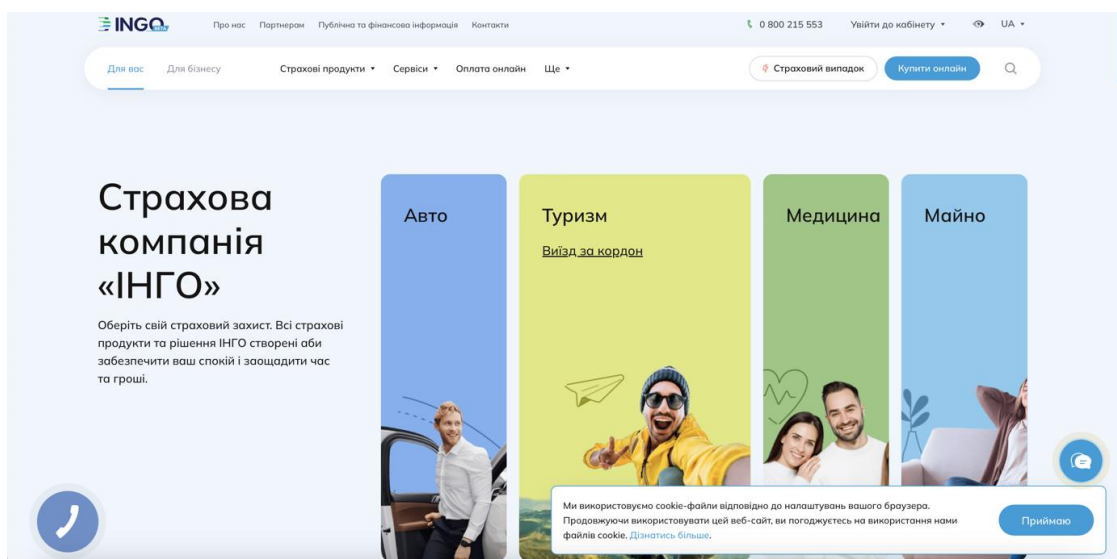 INGO BETA
Про нас Партнерам Публічна та фінансова інформація Контакти
0 800 215 553 Увійти до кабінету UA
Для вас Для бізнесу Страхові продукти Сервіси Оплата онлайн Ще
Страховий випадок Купити онлайн
Страхова
компанія
«ІНГО»
Оберіть свій страховий захист. Всі страхові
продукти та рішення ІНГО створені аби
забезпечити ваш спокій і заощадити час
та гроші.
Авто
Туризм
Виїзд за кордон
Медицина
Майно
Ми використовуємо cookie-файли відповідно до налаштувань вашого браузера.
Продовжуючи використовувати цей веб-сайт, ви погоджуєтесь на використання нами
файлів cookie. Дізнатись більше.
Приймаю